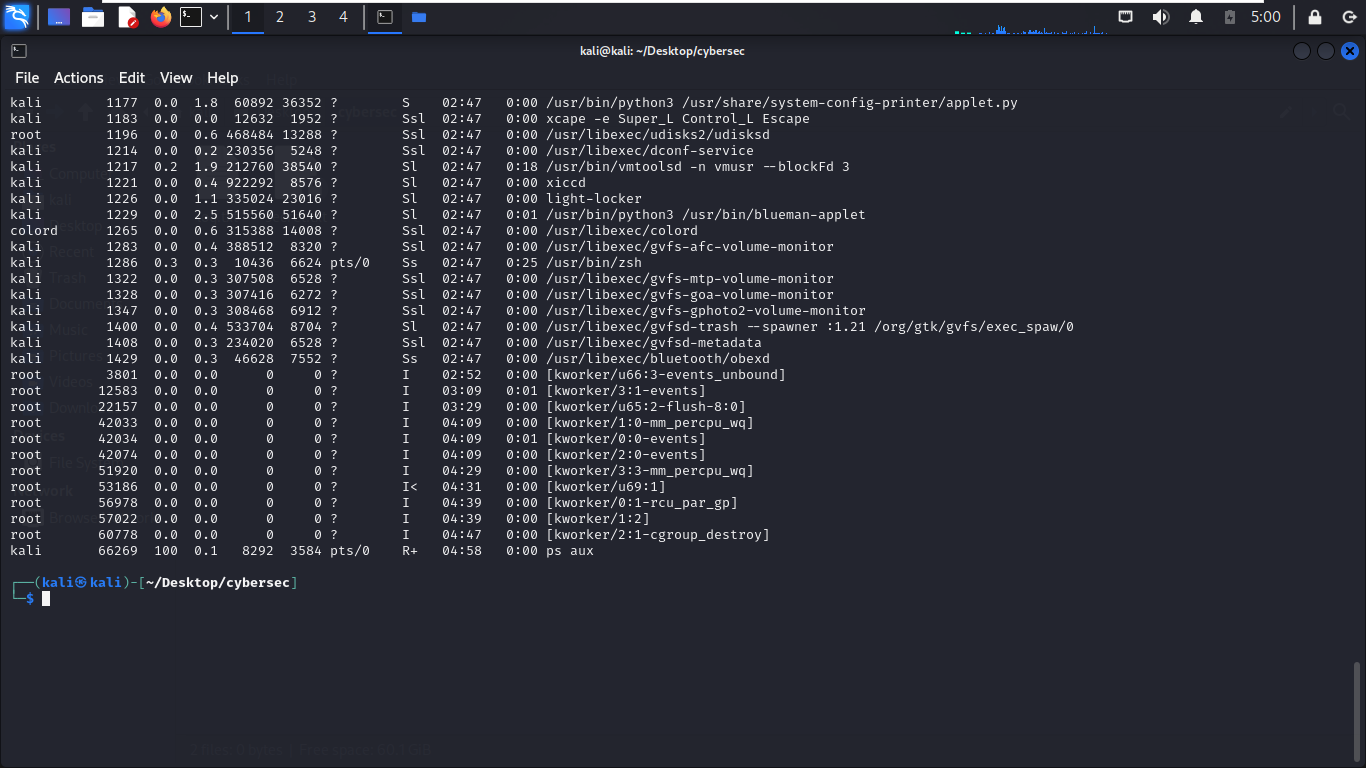 1 2 3 4 5:00
kali@kali: ~/Desktop/cybersec
File Actions Edit View Help
kali 1177 0.0 1.8 60892 36352 ? S 02:47 0:00 /usr/bin/python3 /usr/share/system-config-printer/applet.py
kali 1183 0.0 0.0 12632 1952 ? Ssl 02:47 0:00 xcape -e Super_L Control_L Escape
root 1196 0.0 0.6 468484 13288 ? Ssl 02:47 0:00 /usr/libexec/udisks2/udisksd
kali 1214 0.0 0.2 230356 5248 ? Ssl 02:47 0:00 /usr/libexec/dconf-service
kali 1217 0.2 1.9 212760 38540 ? Sl 02:47 0:18 /usr/bin/vmtoolsd -n vmusr --blockFd 3
kali 1221 0.0 0.4 922292 8576 ? Sl 02:47 0:00 xiccd
kali 1226 0.0 1.1 335024 23016 ? Sl 02:47 0:00 light-locker
kali 1229 0.0 2.5 515560 51640 ? Sl 02:47 0:01 /usr/bin/python3 /usr/bin/blueman-applet
colord 1265 0.0 0.6 315388 14008 ? Ssl 02:47 0:00 /usr/libexec/colord
kali 1283 0.0 0.4 388512 8320 ? Ssl 02:47 0:00 /usr/libexec/gvfs-afc-volume-monitor
kali 1286 0.3 0.3 10436 6624 pts/0 Ss 02:47 0:25 /usr/bin/zsh
kali 1322 0.0 0.3 307508 6528 ? Ssl 02:47 0:00 /usr/libexec/gvfs-mtp-volume-monitor
kali 1328 0.0 0.3 307416 6272 ? Ssl 02:47 0:00 /usr/libexec/gvfs-goa-volume-monitor
kali 1347 0.0 0.3 308468 6912 ? Ssl 02:47 0:00 /usr/libexec/gvfs-gphoto2-volume-monitor
kali 1400 0.0 0.4 533704 8704 ? Sl 02:47 0:00 /usr/libexec/gvfsd-trash --spawner :1.21 /org/gtk/gvfs/exec_spaw/0
kali 1408 0.0 0.3 234020 6528 ? Ssl 02:47 0:00 /usr/libexec/gvfsd-metadata
kali 1429 0.0 0.3 46628 7552 ? Ss 02:47 0:00 /usr/libexec/bluetooth/obexd
root 3801 0.0 0.0 0 0 ? I 02:52 0:00 [kworker/u66:3-events_unbound]
root 12583 0.0 0.0 0 0 ? I 03:09 0:01 [kworker/3:1-events]
root 22157 0.0 0.0 0 0 ? I 03:29 0:00 [kworker/u65:2-flush-8:0]
root 42033 0.0 0.0 0 0 ? I 04:09 0:00 [kworker/1:0-mm_percpu_wq]
root 42034 0.0 0.0 0 0 ? I 04:09 0:01 [kworker/0:0-events]
root 42074 0.0 0.0 0 0 ? I 04:09 0:00 [kworker/2:0-events]
root 51920 0.0 0.0 0 0 ? I 04:29 0:00 [kworker/3:3-mm_percpu_wq]
root 53186 0.0 0.0 0 0 ? I< 04:31 0:00 [kworker/u69:1]
root 56978 0.0 0.0 0 0 ? I 04:39 0:00 [kworker/0:1-rcu_par_gp]
root 57022 0.0 0.0 0 0 ? I 04:39 0:00 [kworker/1:2]
root 60778 0.0 0.0 0 0 ? I 04:47 0:00 [kworker/2:1-cgroup_destroy]
kali 66269 100 0.1 8292 3584 pts/0 R+ 04:58 0:00 ps aux
┌──(kali㉿kali)-[~/Desktop/cybersec]
└─$